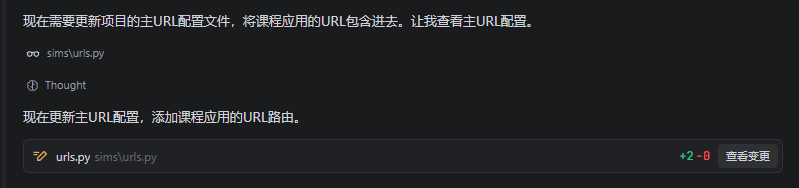 现在需要更新项目的主URL配置文件，将课程应用的URL包含进去。让我查看主URL配置。
sims\urls.py
Thought
现在更新主URL配置，添加课程应用的URL路由。
urls.py sims\urls.py +2 -0 查看变更